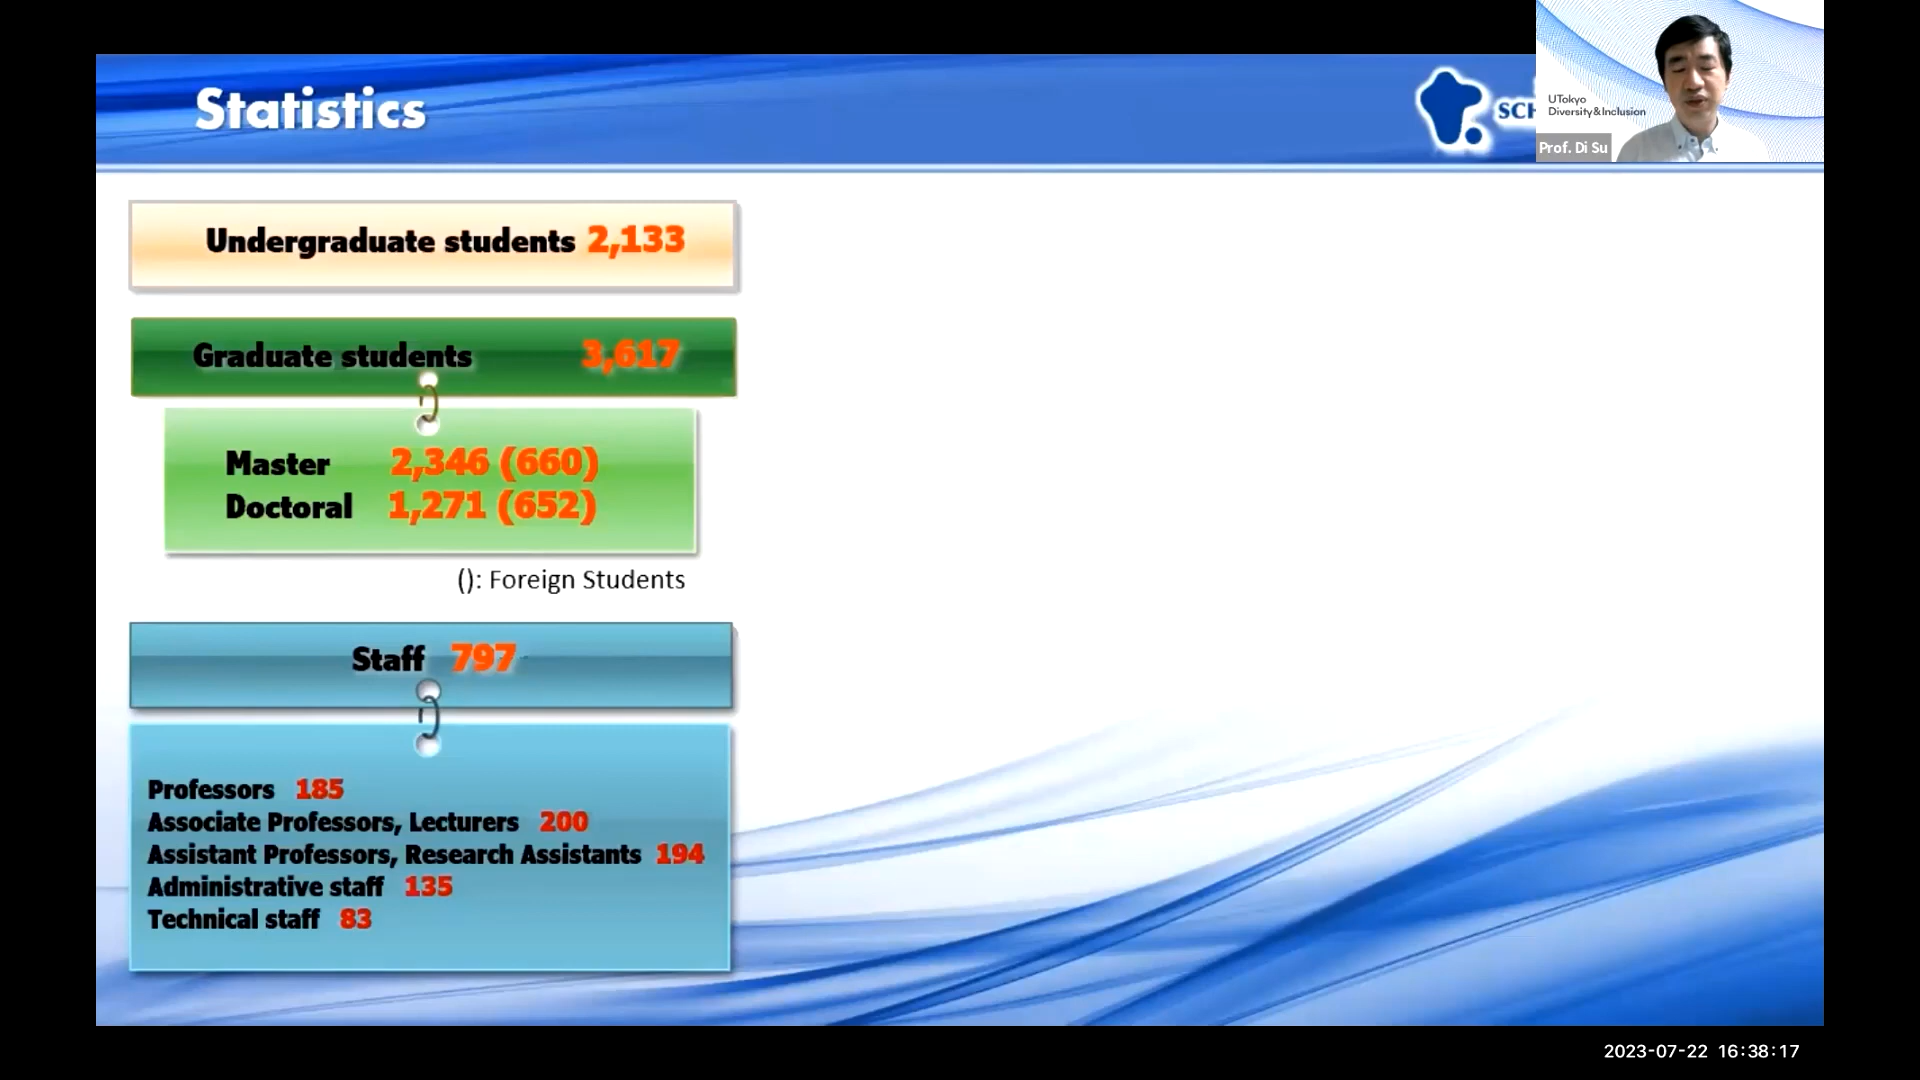 Statistics
SCH
UTokyo
Diversity&Inclusion
Prof. Di Su
Undergraduate students 2,133
Graduate students 3,617
Master 2,346 (660)
Doctoral 1,271 (652)
(): Foreign Students
Staff 797
Professors 185
Associate Professors, Lecturers 200
Assistant Professors, Research Assistants 194
Administrative staff 135
Technical staff 83
2023-07-22 16:38:17